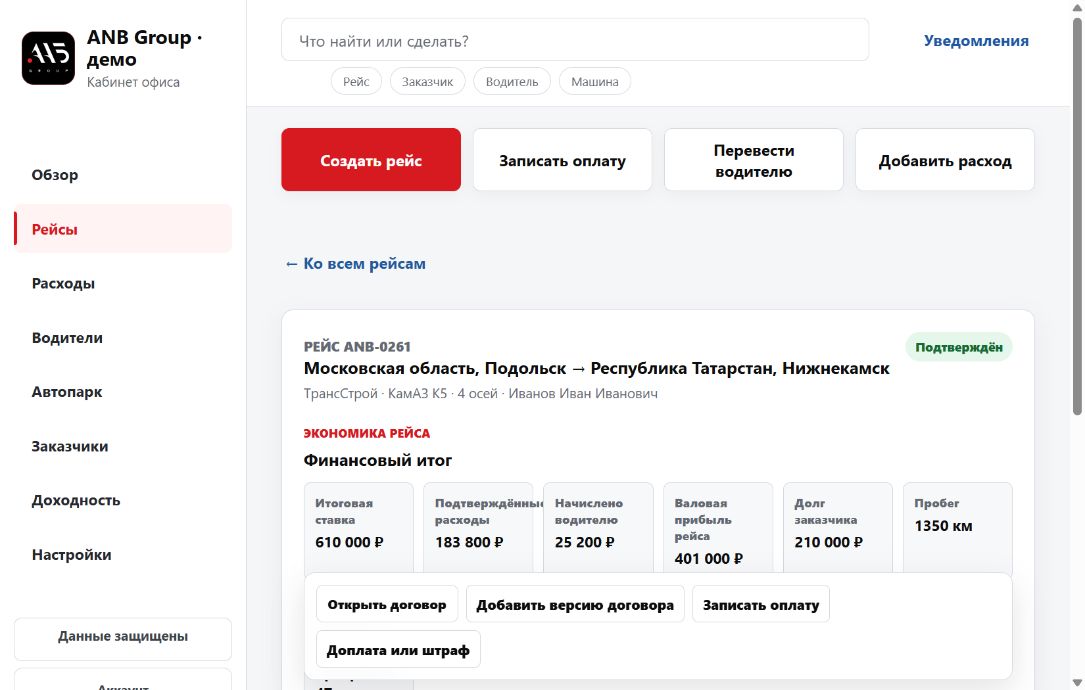 ANB Group ·
демо
Кабинет офиса
Что найти или сделать?
Уведомления
Рейс
Заказчик
Водитель
Машина
Создать рейс
Записать оплату
Перевести
водителю
Добавить расход
Обзор
Рейсы
Расходы
Водители
Автопарк
Заказчики
Доходность
Настройки
Данные защищены
Аккаунт
← Ко всем рейсам
РЕЙС ANB-0261
Подтверждён
Московская область, Подольск → Республика Татарстан, Нижнекамск
ТрансСтрой · КамАЗ К5 · 4 осей · Иванов Иван Иванович
ЭКОНОМИКА РЕЙСА
Финансовый итог
Итоговая
ставка
610 000 ₽
Подтверждённые
расходы
183 800 ₽
Начислено
водителю
25 200 ₽
Валовая
прибыль
рейса
401 000 ₽
Долг
заказчика
210 000 ₽
Пробег
1350 км
Открыть договор
Добавить версию договора
Записать оплату
Доплата или штраф